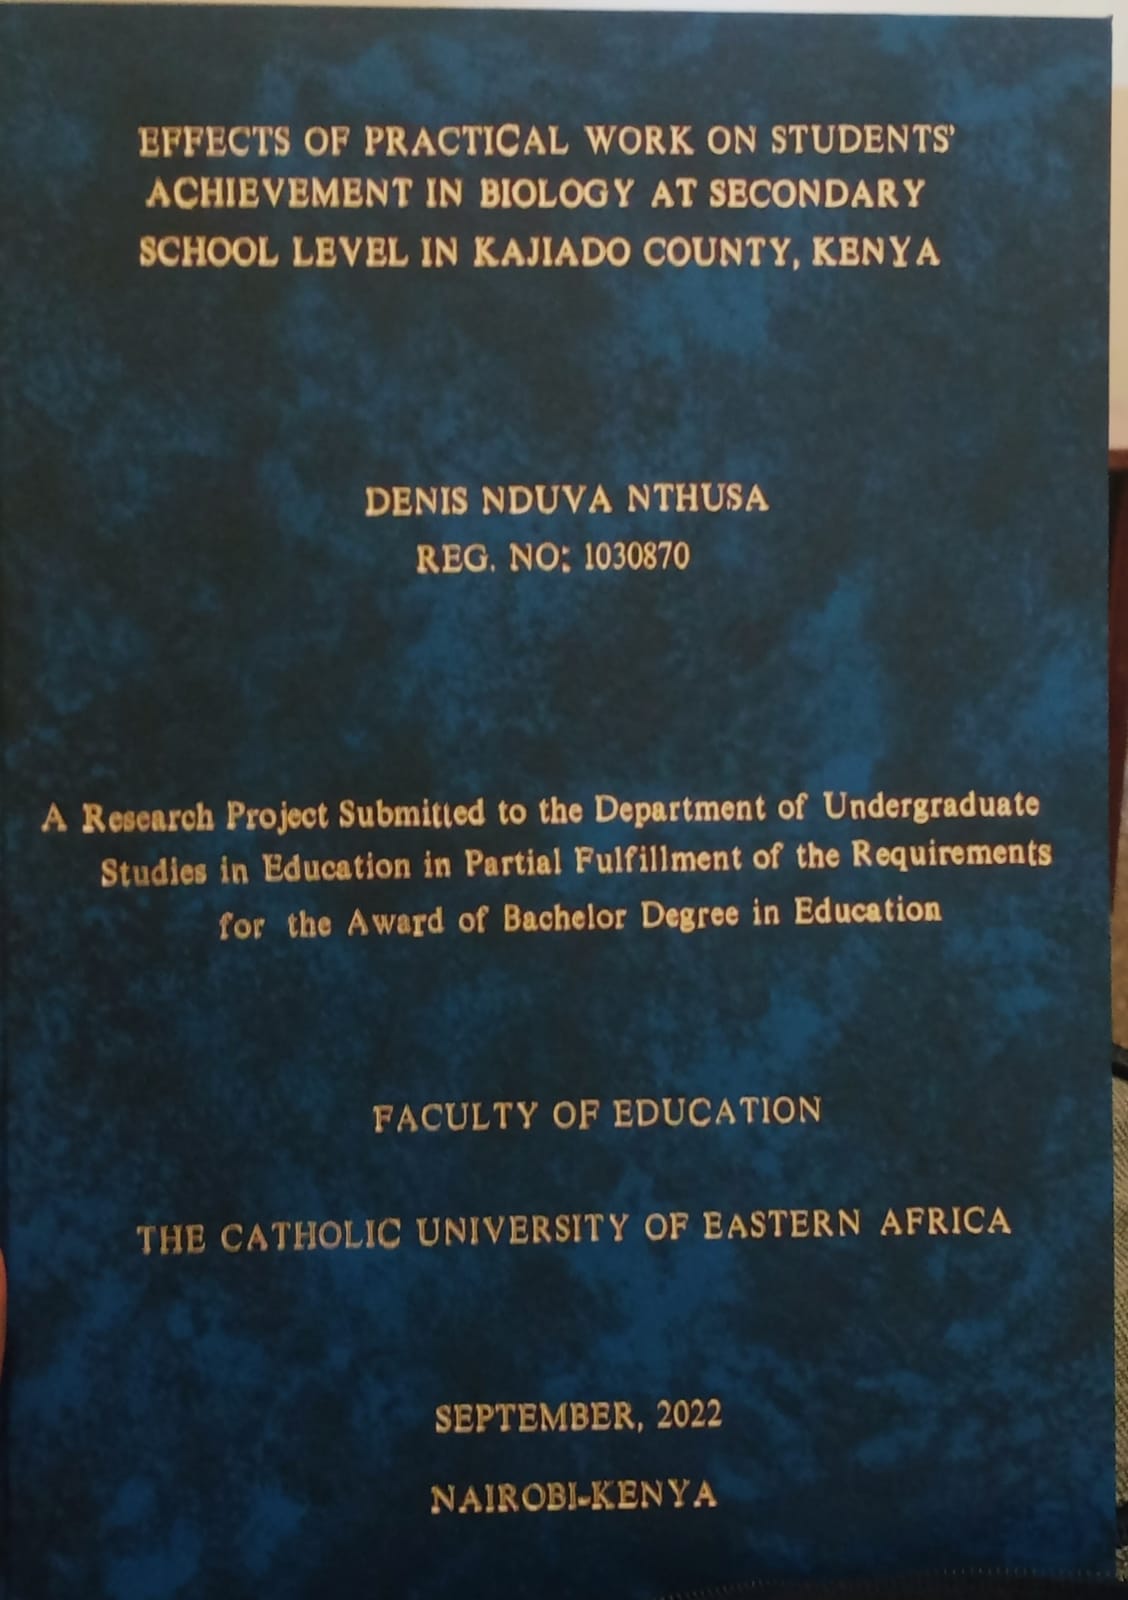 EFFECTS OF PRACTICAL WORK ON STUDENTS'
ACHIEVEMENT IN BIOLOGY AT SECONDARY
SCHOOL LEVEL IN KAJIADO COUNTY, KENYA
DENIS NDUVA NTHUSA
REG. NO: 1030870
A Research Project Submitted to the Department of Undergraduate
Studies in Education in Partial Fulfillment of the Requirements
for the Award of Bachelor Degree in Education
FACULTY OF EDUCATION
THE CATHOLIC UNIVERSITY OF EASTERN AFRICA
SEPTEMBER, 2022
NAIROBI-KENYA